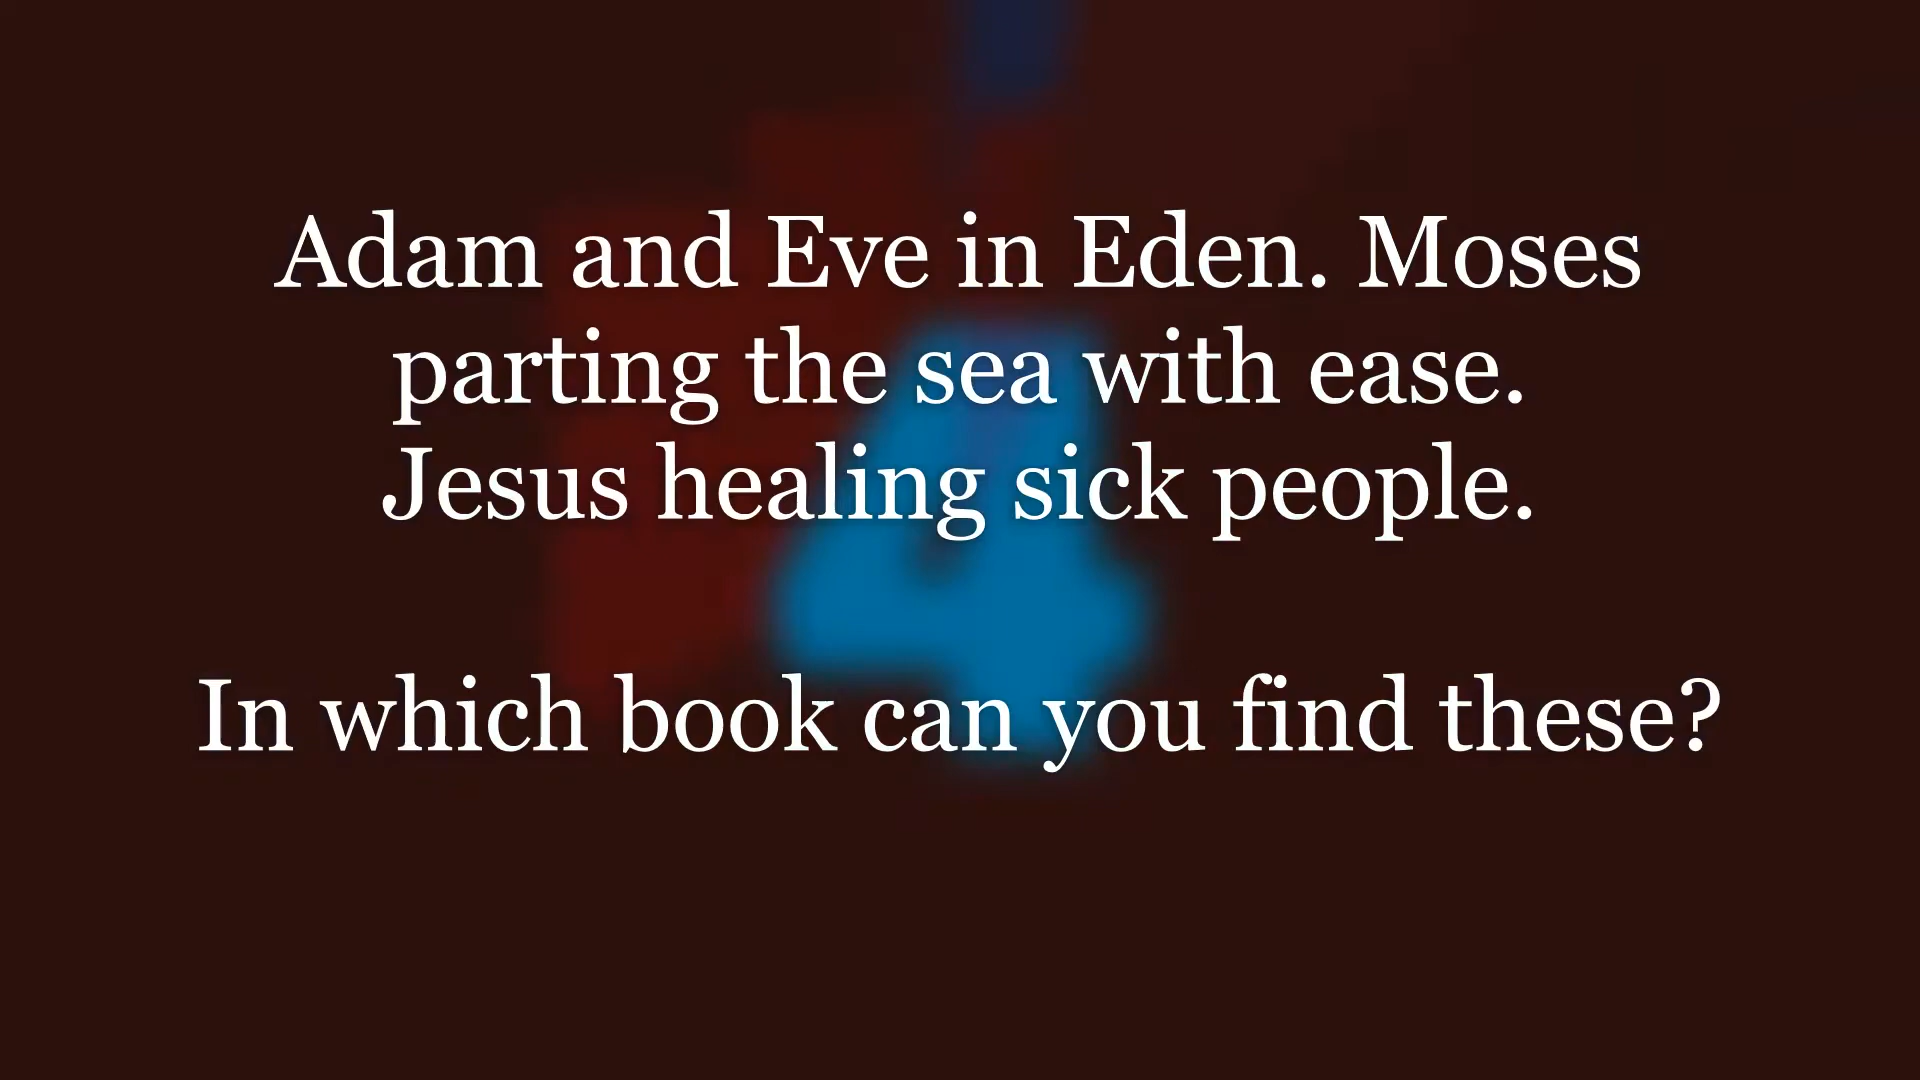 Adam and Eve in Eden. Moses
parting the sea with ease.
Jesus healing sick people.
In which book can you find these?